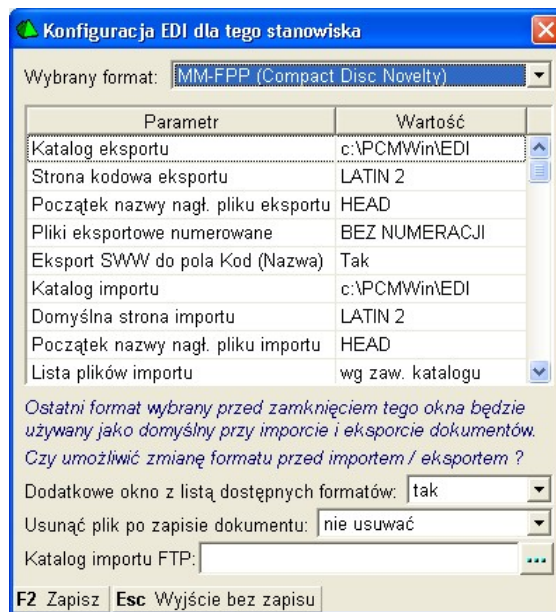 Konfiguracja EDI dla tego stanowiska
Wybrany format: MM-FPP (Compact Disc Novelty)
Parametr Wartość
Katalog eksportu c:\PCMWin\EDI
Strona kodowa eksportu LATIN 2
Początek nazwy nagł. pliku eksportu HEAD
Pliki eksportowe numerowane BEZ NUMERACJI
Eksport SWW do pola Kod (Nazwa) Tak
Katalog importu c:\PCMWin\EDI
Domyślna strona importu LATIN 2
Początek nazwy nagł. pliku importu HEAD
Lista plików importu wg zaw. katalogu
Ostatni format wybrany przed zamknięciem tego okna będzie
używany jako domyślny przy imporcie i eksporcie dokumentów.
Czy umożliwić zmianę formatu przed importem / eksportem ?
Dodatkowe okno z listą dostępnych formatów: tak
Usunąć plik po zapisie dokumentu: nie usuwać
Katalog importu FTP: ...
F2 Zapisz Esc Wyjście bez zapisu